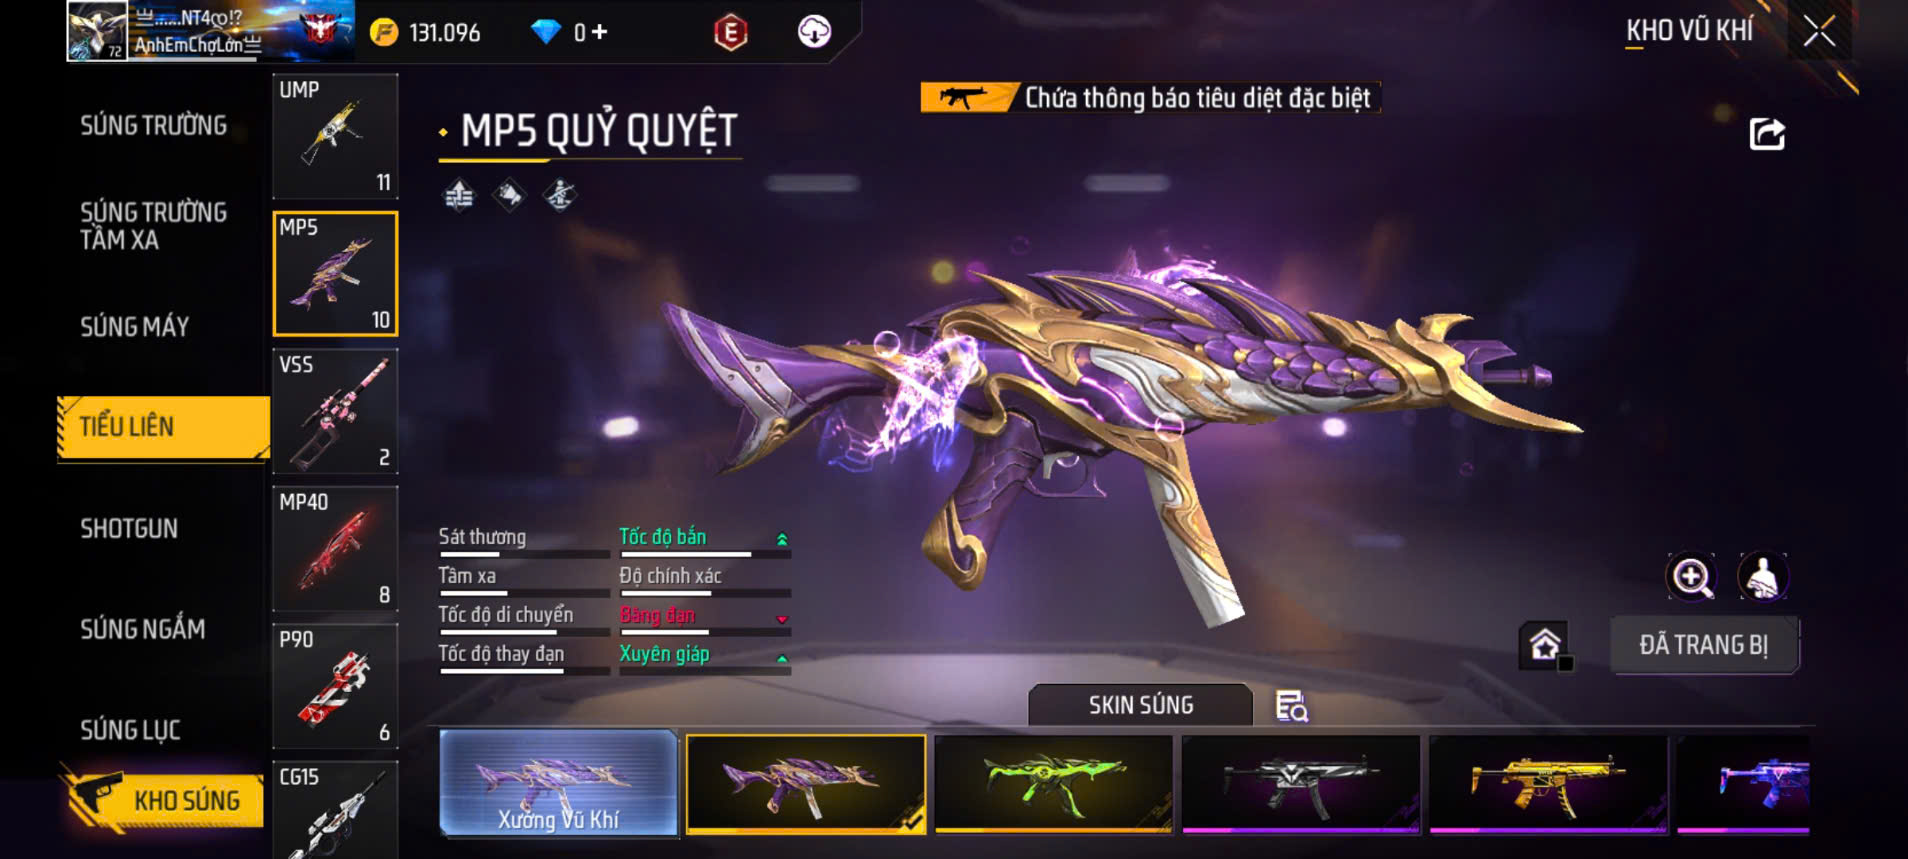 NT4
AnhEmChợLớn
72
131.096
0 +
E
KHO VŨ KHÍ
SÚNG TRƯỜNG
SÚNG TRƯỜNG
TẦM XA
SÚNG MÁY
TIỂU LIÊN
SHOTGUN
SÚNG NGẮM
SÚNG LỤC
KHO SÚNG
UMP
11
MP5
10
VSS
2
MP40
8
P90
6
CG15
MP5 QUỶ QUYỆT
Chứa thông báo tiêu diệt đặc biệt
Sát thương
Tốc độ bắn
Tầm xa
Độ chính xác
Tốc độ di chuyển
Băng đạn
Tốc độ thay đạn
Xuyên giáp
ĐÃ TRANG BỊ
SKIN SÚNG
Xưởng Vũ Khí